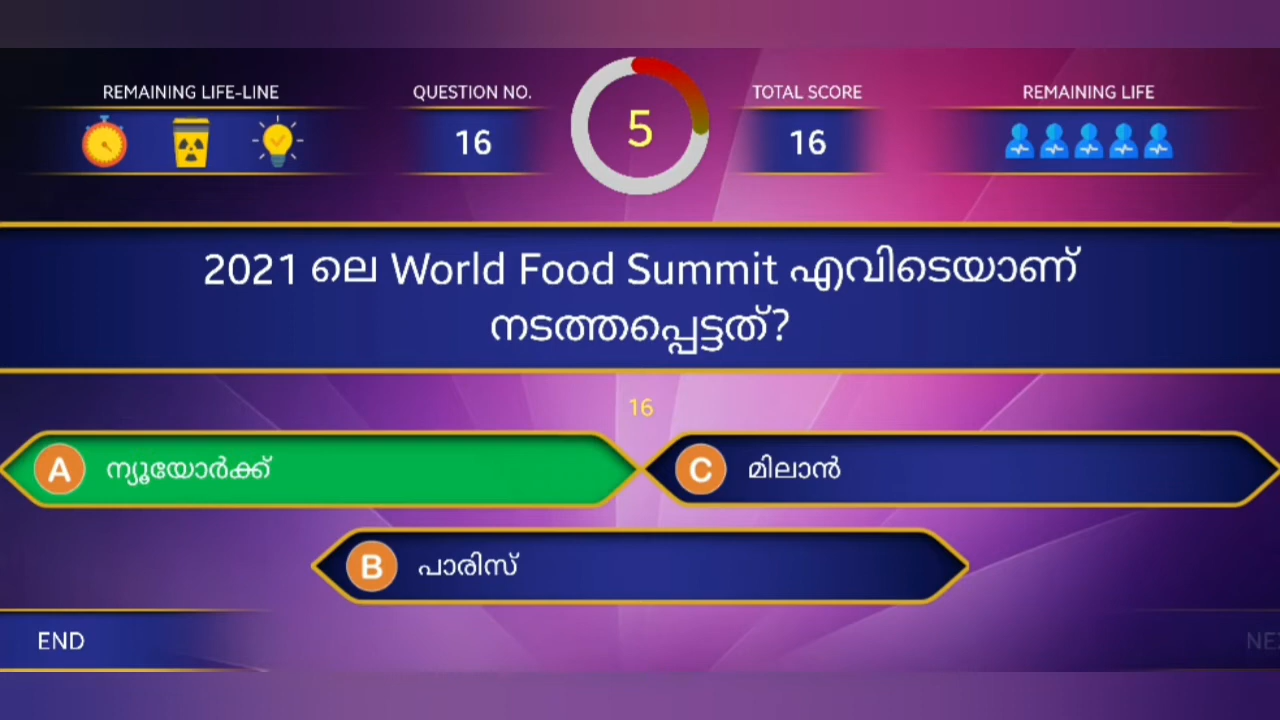 REMAINING LIFE-LINE
QUESTION NO.
16
5
TOTAL SCORE
16
REMAINING LIFE
2021 ലെ World Food Summit എവിടെയാണ്
നടത്തപ്പെട്ടത്?
16
A ന്യൂയോർക്ക്
C മിലാൻ
B പാരിസ്
END